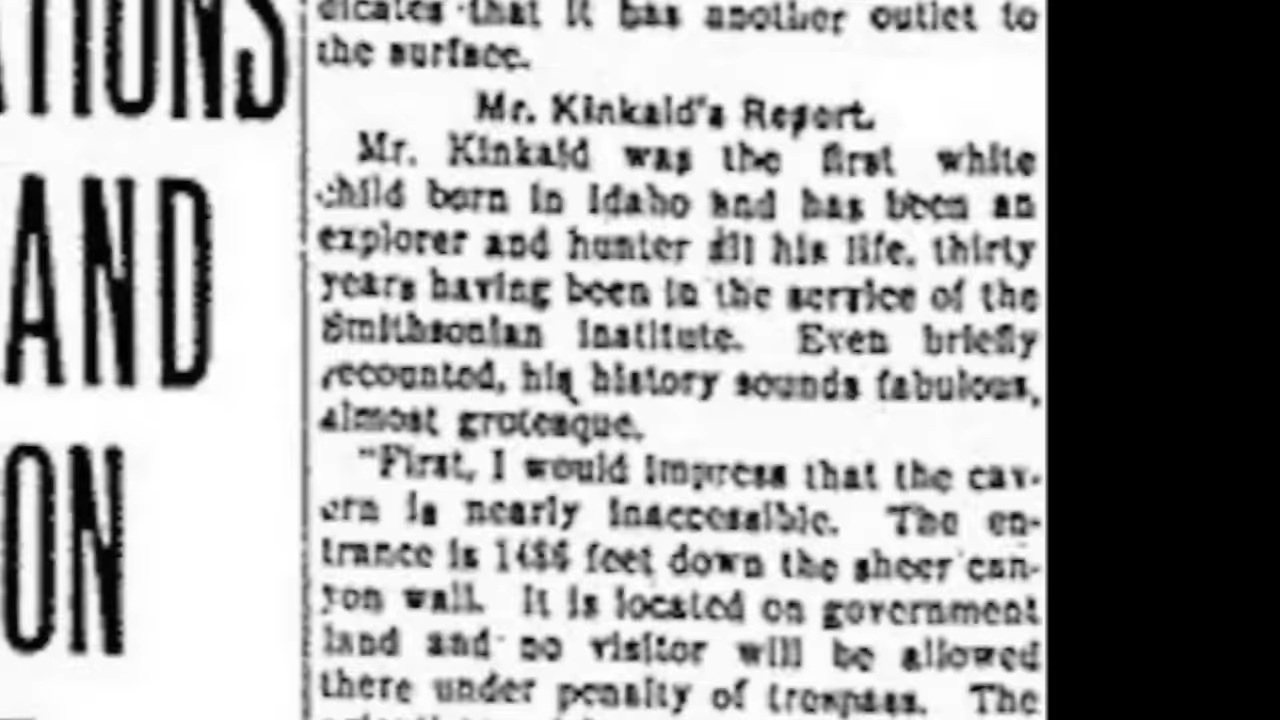 ATIONS
AND
ON
dicates that it has another outlet to
the surface.
Mr. Kinkaid's Report.
Mr. Kinkaid was the first white
child born in Idaho and has been an
explorer and hunter all his life, thirty
years having been in the service of the
Smithsonian Institute. Even briefly
recounted, his history sounds fabulous,
almost grotesque.
"First, I would impress that the cav-
ern is nearly inaccessible. The en-
trance is 1486 feet down the sheer can-
yon wall. It is located on government
land and no visitor will be allowed
there under penalty of trespass. The